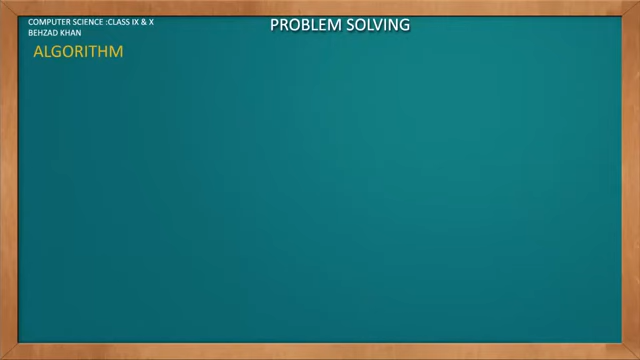 COMPUTER SCIENCE :CLASS IX & X
BEHZAD KHAN
PROBLEM SOLVING
ALGORITHM